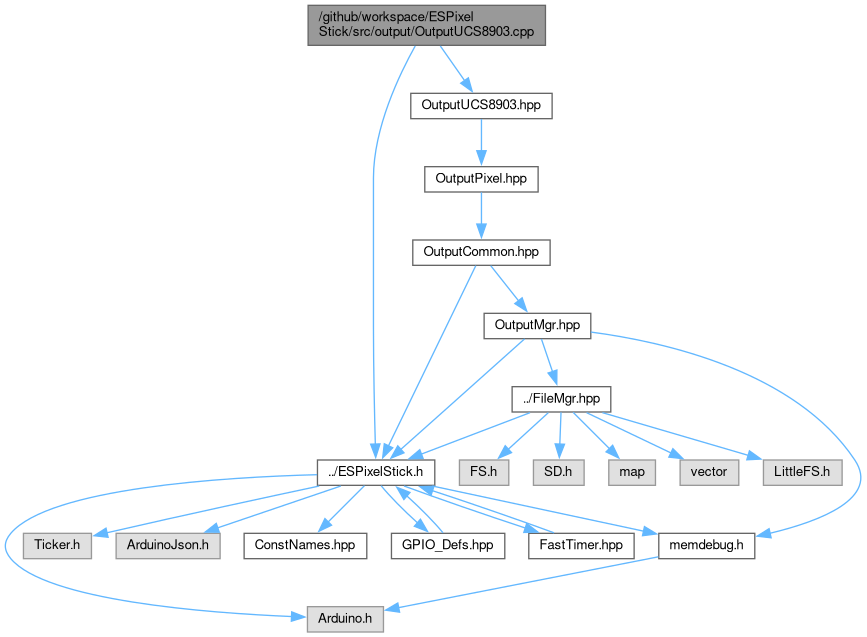 /github/workspace/ESPixel
Stick/src/output/OutputUCS8903.cpp
OutputUCS8903.hpp
OutputPixel.hpp
OutputCommon.hpp
OutputMgr.hpp
../FileMgr.hpp
../ESPixelStick.h
FS.h
SD.h
map
vector
LittleFS.h
Ticker.h
ArduinoJson.h
ConstNames.hpp
GPIO_Defs.hpp
FastTimer.hpp
memdebug.h
Arduino.h